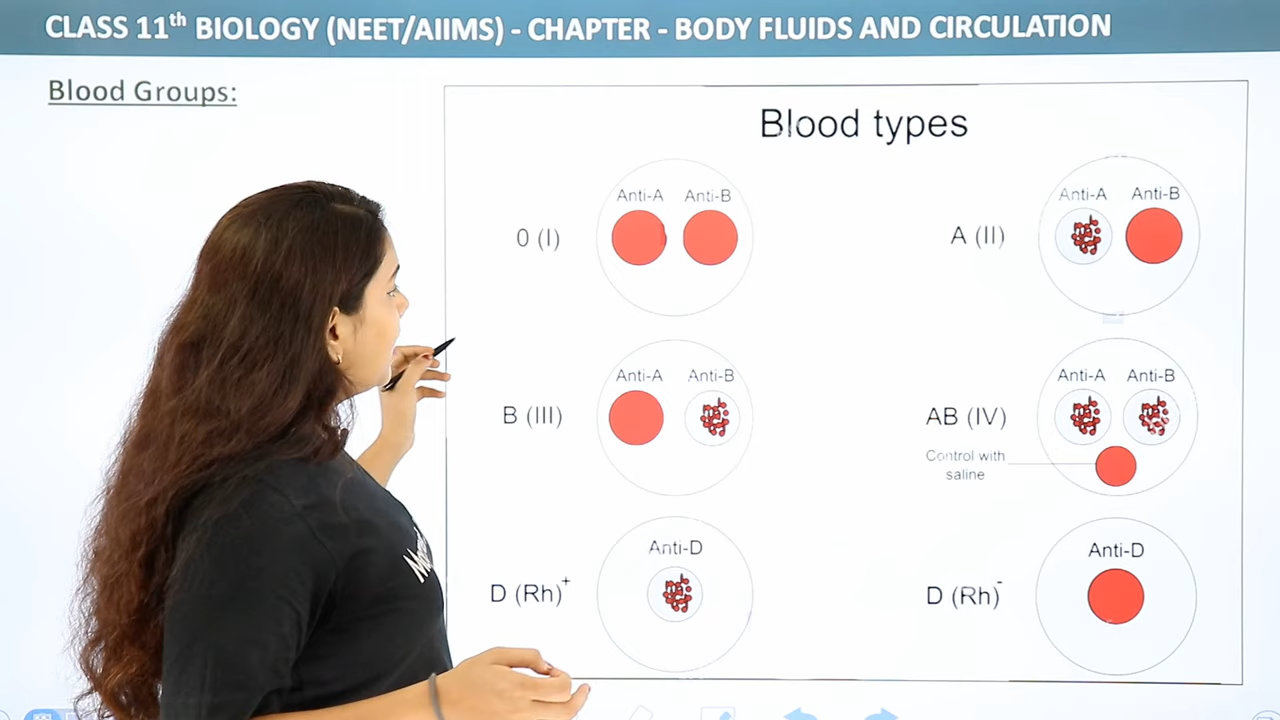 CLASS 11th BIOLOGY (NEET/AIIMS) - CHAPTER - BODY FLUIDS AND CIRCULATION
Blood Groups:
Blood types
0 (I)
Anti-A Anti-B
A (II)
Anti-A Anti-B
B (III)
Anti-A Anti-B
AB (IV)
Anti-A Anti-B
Control with
saline
D (Rh)+
Anti-D
D (Rh)-
Anti-D